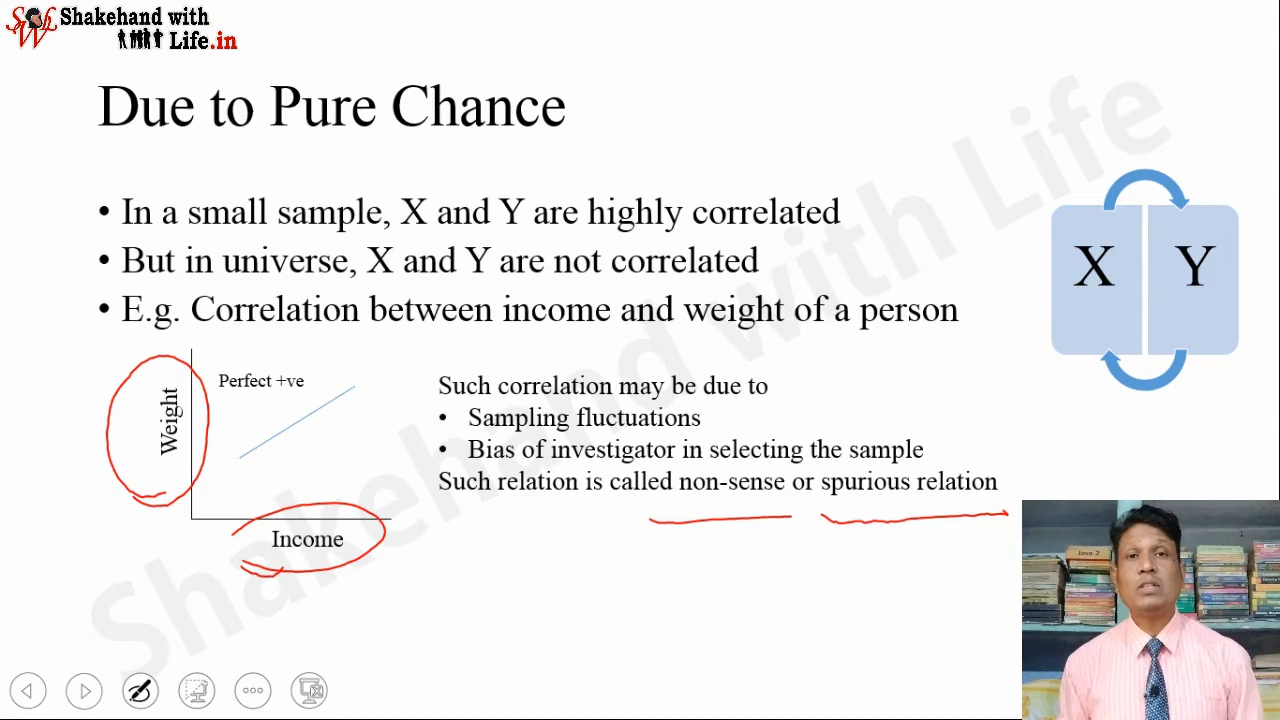 Shakehand with
Life.in
Due to Pure Chance
• In a small sample, X and Y are highly correlated
• But in universe, X and Y are not correlated
• E.g. Correlation between income and weight of a person
X Y
Perfect +ve
Weight
Income
Such correlation may be due to
• Sampling fluctuations
• Bias of investigator in selecting the sample
Such relation is called non-sense or spurious relation
Shakehand with Life
Java 2